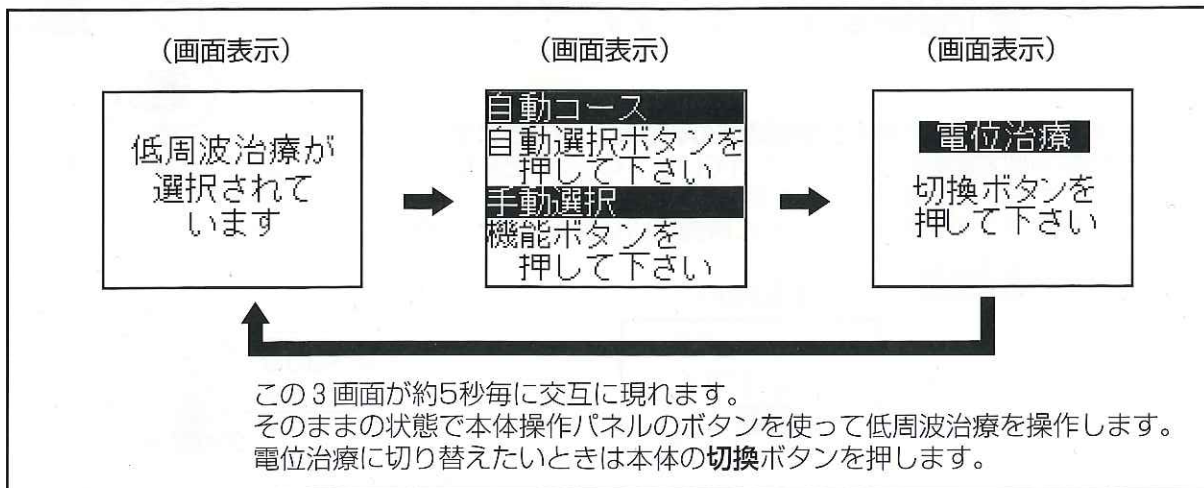 (画面表示)
低周波治療が
選択されて
います
(画面表示)
自動コース
自動選択ボタンを
押して下さい
手動選択
機能ボタンを
押して下さい
(画面表示)
電位治療
切換ボタンを
押して下さい
この3画面が約5秒毎に交互に現れます。
そのままの状態で本体操作パネルのボタンを使って低周波治療を操作します。
電位治療に切り替えたいときは本体の切換ボタンを押します。